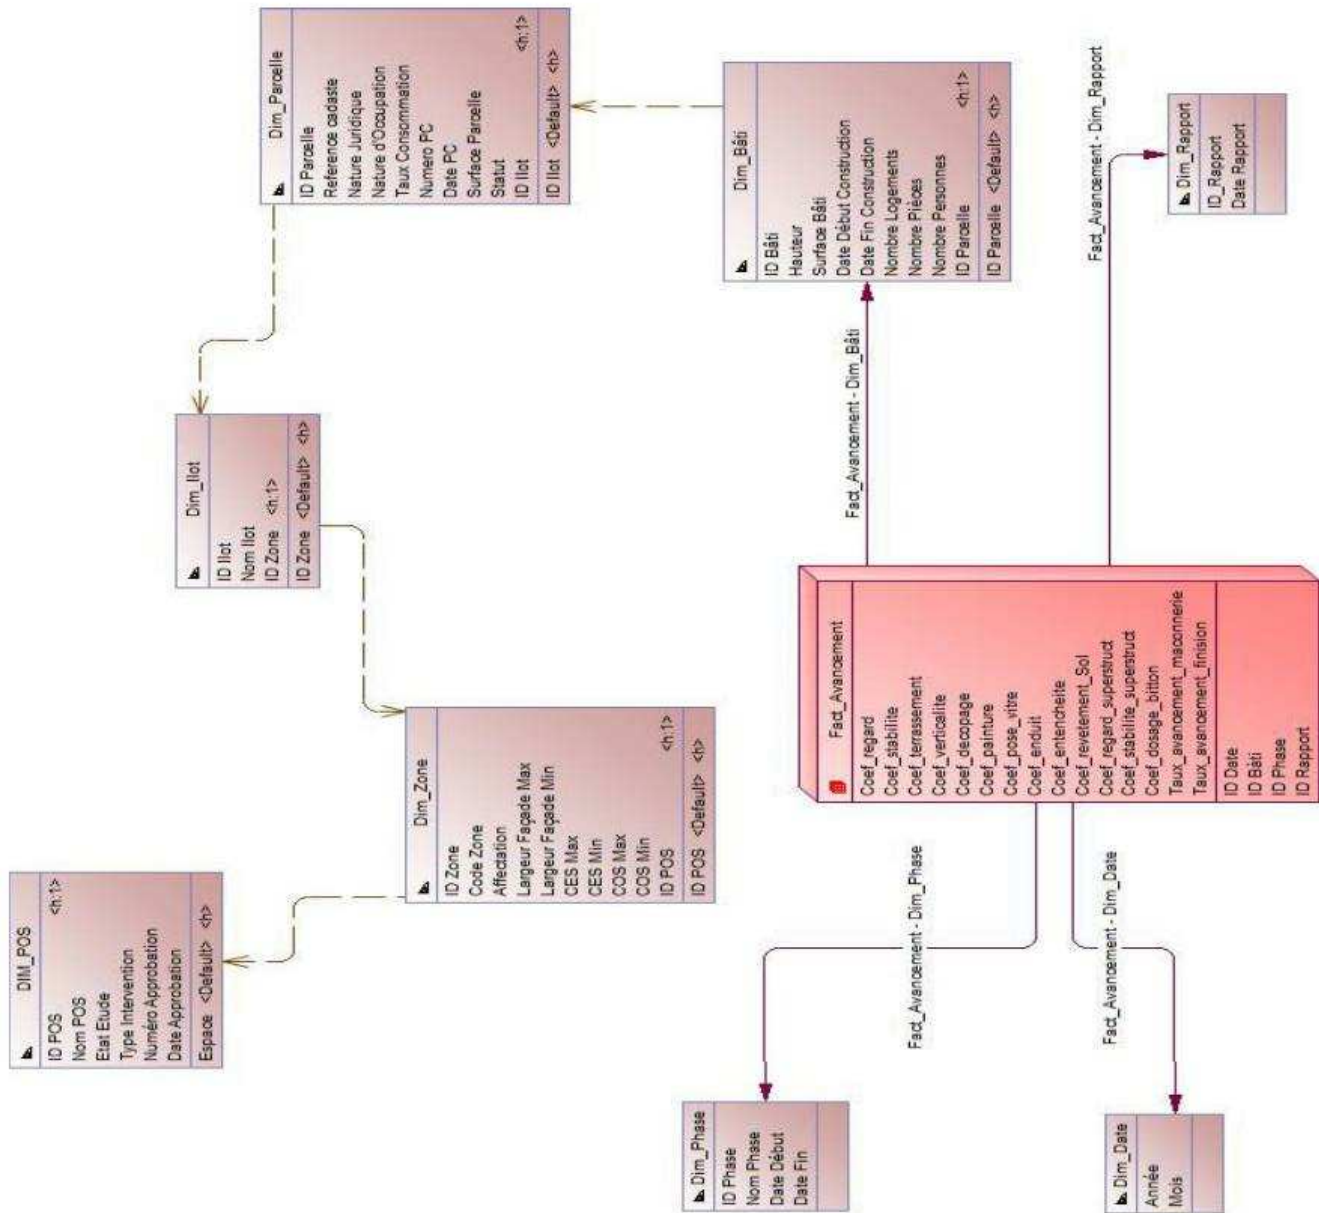 DIM_POS
ID POS <h:1>
Nom POS
Etat Etude
Type Intervention
Numéro Approbation
Date Approbation
Espace <Default> <h>
Dim_Zone
ID Zone
Code Zone
Affectation
Largeur Façade Max
Largeur Façade Min
CES Max
CES Min
COS Max
COS Min
ID POS <h:1>
ID POS <Default> <h>
Dim_Ilot
ID Ilot
Nom Ilot
ID Zone <h:1>
ID Zone <Default> <h>
Dim_Parcelle
ID Parcelle
Reference cadaste
Nature Juridique
Nature d'Occupation
Taux Consommation
Numero PC
Date PC
Surface Parcelle
Statut
ID Ilot <h:1>
ID Ilot <Default> <h>
Dim_Bâti
ID Bâti
Hauteur
Surface Bâti
Date Début Construction
Date Fin Construction
Nombre Logements
Nombre Pièces
Nombre Personnes
ID Parcelle <h:1>
ID Parcelle <Default> <h>
Fact_Avancement - Dim_Bâti
Dim_Phase
ID Phase
Nom Phase
Date Début
Date Fin
Fact_Avancement - Dim_Phase
Fact_Avancement
Coef_regard
Coef_stabilite
Coef_terrassement
Coef_verticalite
Coef_decopage
Coef_painture
Coef_pose_vitre
Coef_enduit
Coef_entencheite
Coef_revetement_Sol
Coef_regard_superstruct
Coef_stabilite_superstruct
Coef_dosage_bitton
Taux_avancement_maconnerie
Taux_avancement_finision
ID Date
ID Bâti
ID Phase
ID Rapport
Fact_Avancement - Dim_Rapport
Dim_Rapport
ID_Rapport
Date Rapport
Fact_Avancement - Dim_Date
Dim_Date
Année
Mois